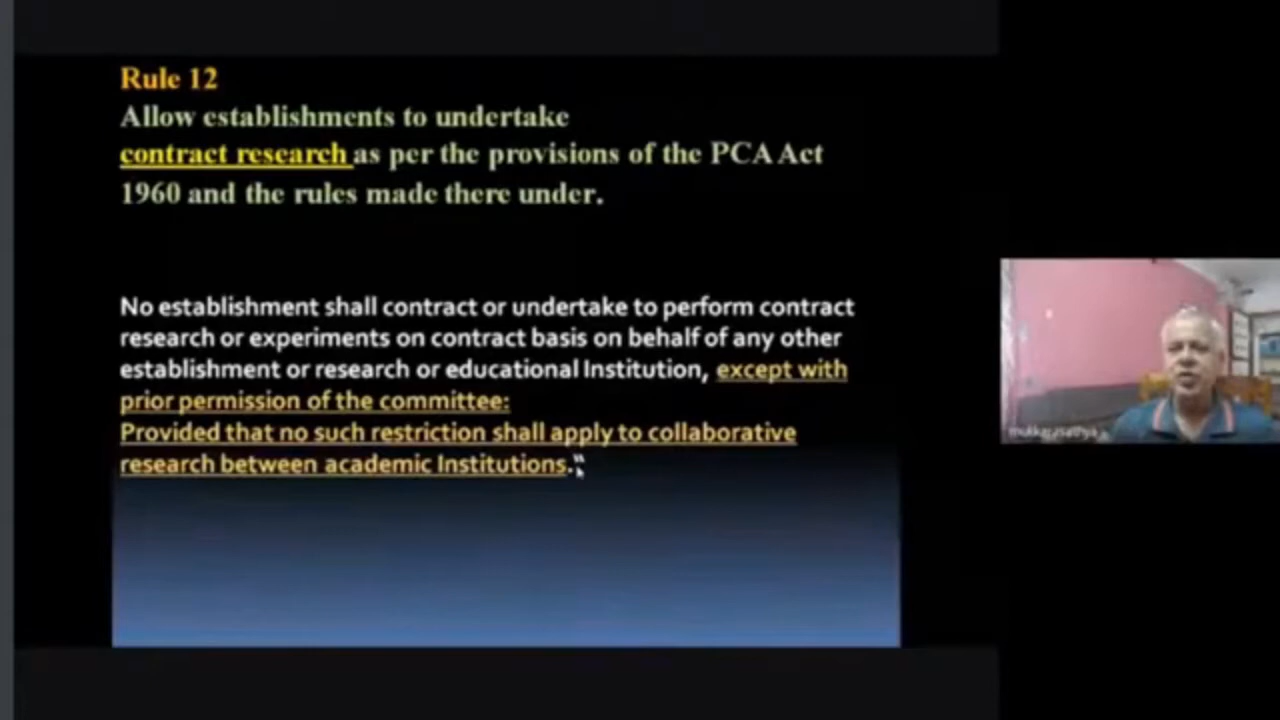 Rule 12
Allow establishments to undertake
contract research as per the provisions of the PCA Act
1960 and the rules made there under.
No establishment shall contract or undertake to perform contract
research or experiments on contract basis on behalf of any other
establishment or research or educational Institution, except with
prior permission of the committee:
Provided that no such restriction shall apply to collaborative
research between academic Institutions."